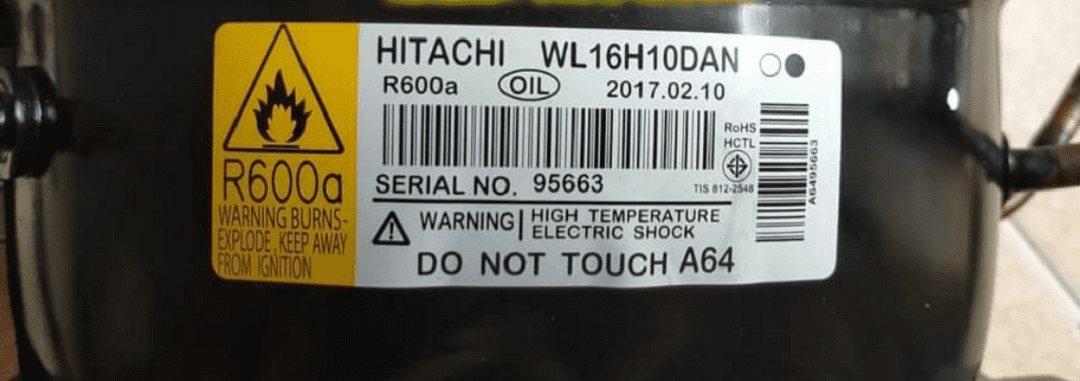 HITACHI WL16H10DAN
R600a OIL 2017.02.10
RoHS
HCTL
TIS 812-2548
A6495663
SERIAL NO. 95663
WARNING HIGH TEMPERATURE
ELECTRIC SHOCK
DO NOT TOUCH A64
R600a
WARNING BURNS-
EXPLODE, KEEP AWAY
FROM IGNITION